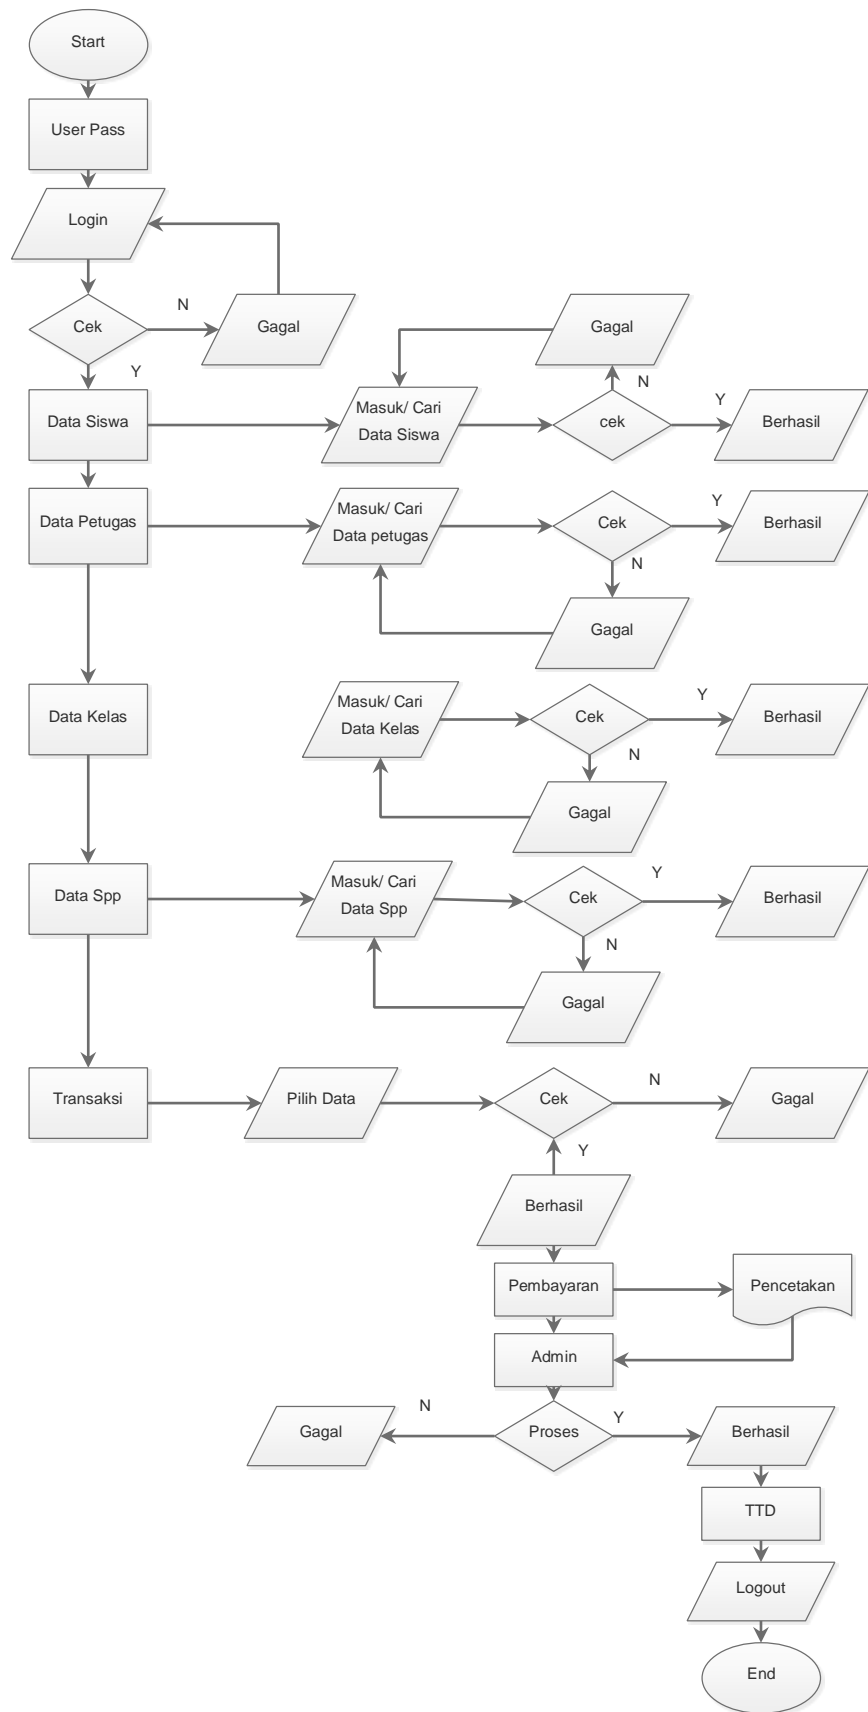 Start
User Pass
Login
N
Cek
Gagal
Y
Gagal
N
Data Siswa
Masuk/ Cari
Data Siswa
cek
Y
Berhasil
Data Petugas
Masuk/ Cari
Data petugas
Cek
Y
Berhasil
N
Gagal
Data Kelas
Masuk/ Cari
Data Kelas
Cek
Y
Berhasil
N
Gagal
Data Spp
Masuk/ Cari
Data Spp
Cek
Y
Berhasil
N
Gagal
Transaksi
Pilih Data
Cek
N
Gagal
Y
Berhasil
Pembayaran
Pencetakan
Admin
N
Gagal
Proses
Y
Berhasil
TTD
Logout
End